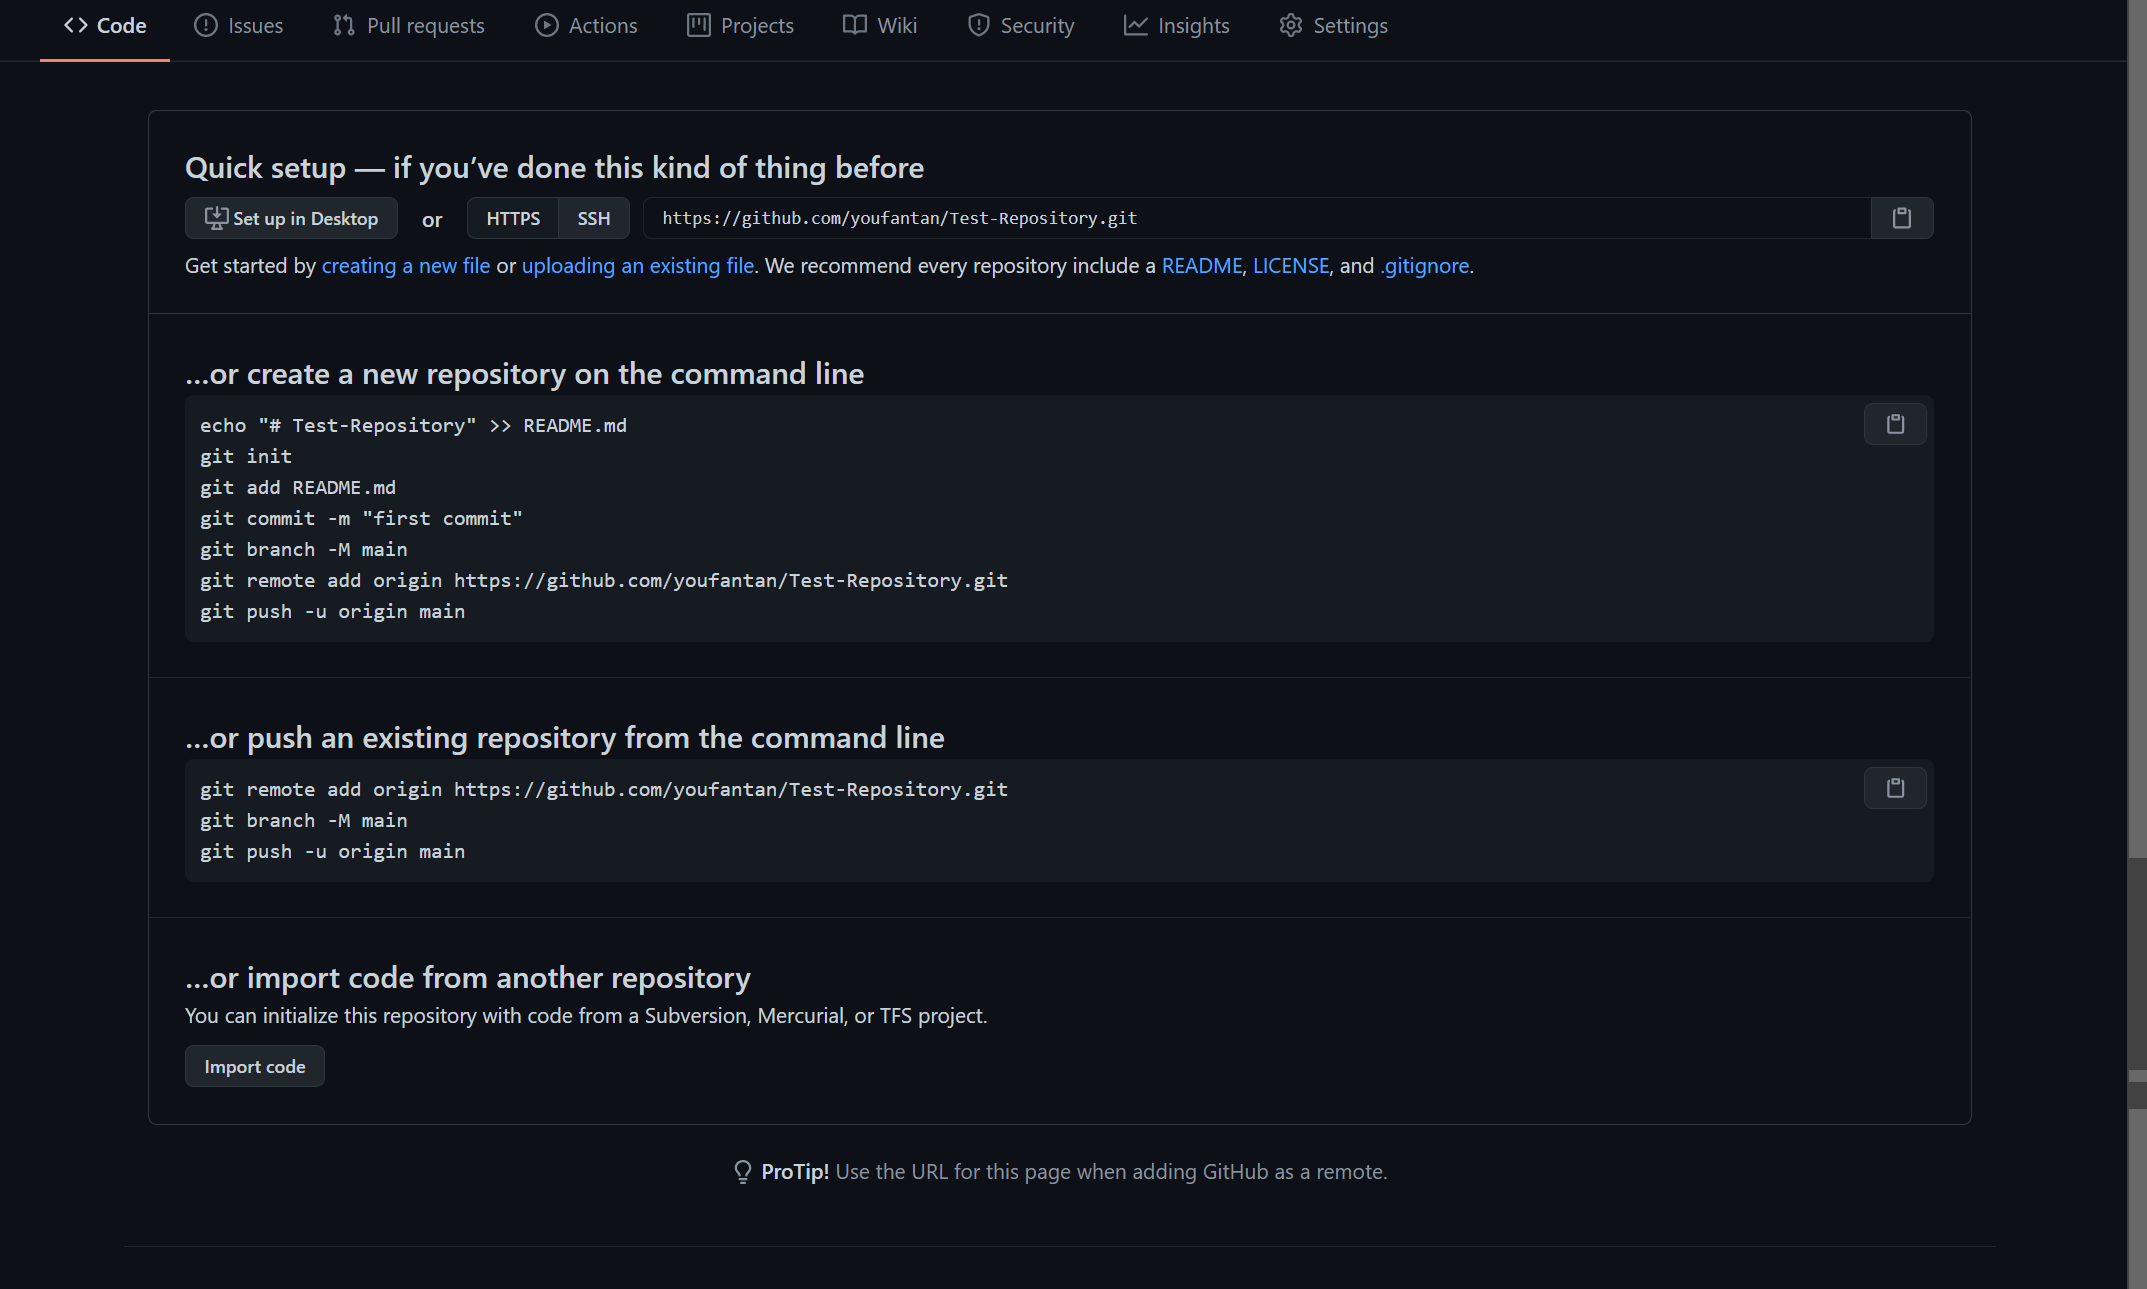 Code Issues Pull requests Actions Projects Wiki Security Insights Settings
Quick setup — if you’ve done this kind of thing before
Set up in Desktop or HTTPS SSH https://github.com/youfantan/Test-Repository.git
Get started by creating a new file or uploading an existing file. We recommend every repository include a README, LICENSE, and .gitignore.
…or create a new repository on the command line
echo "# Test-Repository" >> README.md
git init
git add README.md
git commit -m "first commit"
git branch -M main
git remote add origin https://github.com/youfantan/Test-Repository.git
git push -u origin main
…or push an existing repository from the command line
git remote add origin https://github.com/youfantan/Test-Repository.git
git branch -M main
git push -u origin main
…or import code from another repository
You can initialize this repository with code from a Subversion, Mercurial, or TFS project.
Import code
ProTip! Use the URL for this page when adding GitHub as a remote.